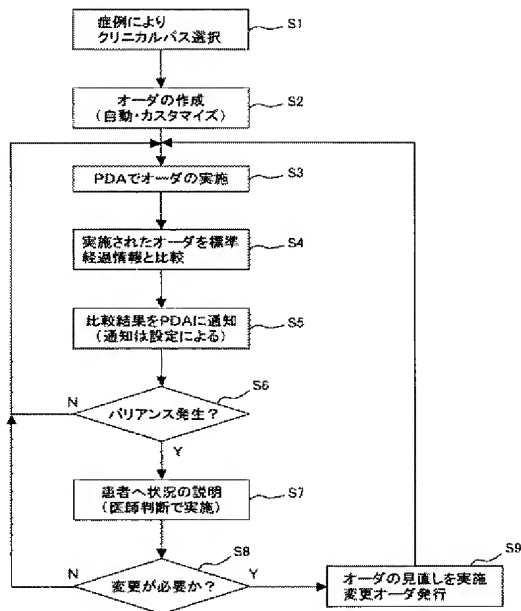 症例により
クリニカルパス選択
S1
オーダの作成
(自動・カスタマイズ)
S2
PDAでオーダの実施
S3
実施されたオーダを標準
経過情報と比較
S4
比較結果をPDAに通知
(通知は設定による)
S5
バリアンス発生?
S6
N
Y
患者へ状況の説明
(医師判断で実施)
S7
変更が必要か?
S8
N
Y
オーダの見直しを実施
変更オーダ発行
S9